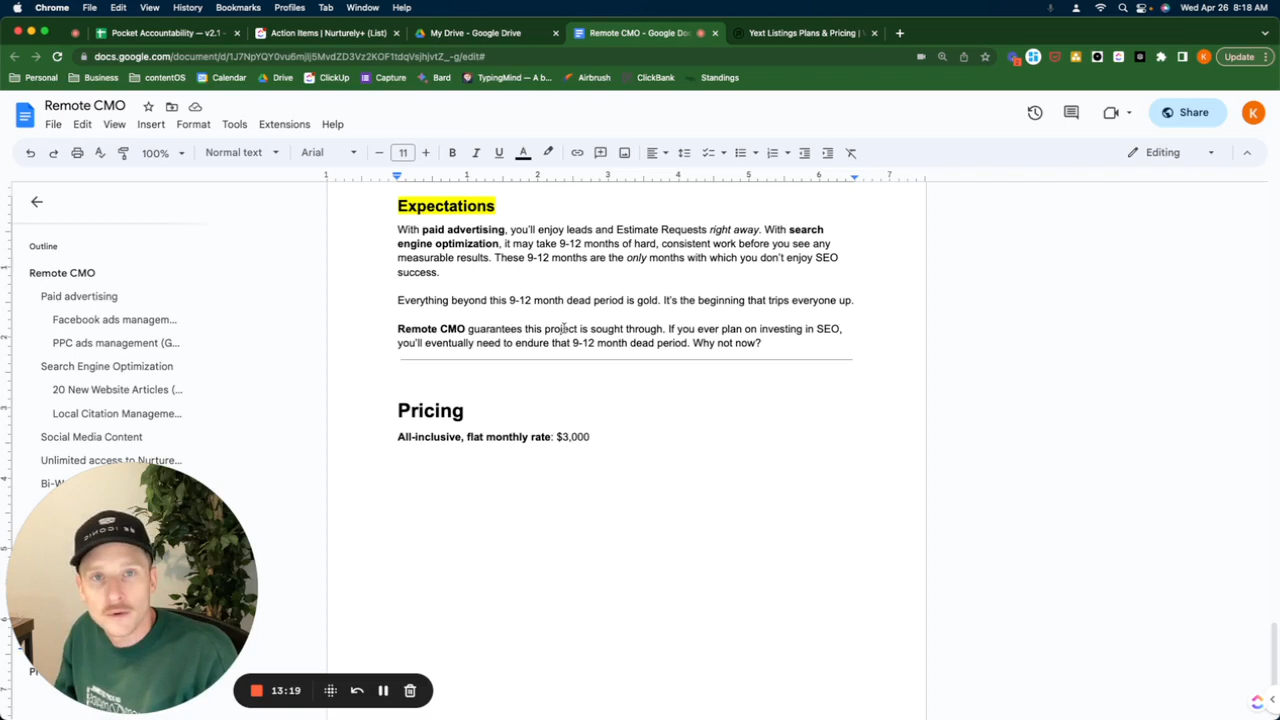 Chrome File Edit View History Bookmarks Profiles Tab Window Help Wed Apr 26 8:18 AM
Pocket Accountability — v2.1 - Action Items | Nurturely+ (List) My Drive - Google Drive Remote CMO - Google Do Yext Listings Plans & Pricing |
docs.google.com/document/d/1J7NpYQY0vu6mjlj5MvdZD3Vz2KOF1tdqVsjhjvtZ_-g/edit# Update
Personal Business contentOS Calendar Drive ClickUp Capture Bard TypingMind — A b... Airbrush ClickBank Standings
Remote CMO
File Edit View Insert Format Tools Extensions Help
Share K
100% Normal text Arial 11 B I U A Editing
1 1 2 3 4 5 6 7
Expectations
With paid advertising, you'll enjoy leads and Estimate Requests right away. With search
engine optimization, it may take 9-12 months of hard, consistent work before you see any
measurable results. These 9-12 months are the only months with which you don't enjoy SEO
success.
Everything beyond this 9-12 month dead period is gold. It's the beginning that trips everyone up.
Remote CMO guarantees this project is sought through. If you ever plan on investing in SEO,
you'll eventually need to endure that 9-12 month dead period. Why not now?
Pricing
All-inclusive, flat monthly rate: $3,000
Outline
Remote CMO
Paid advertising
Facebook ads managem...
PPC ads management (G...
Search Engine Optimization
20 New Website Articles (...
Local Citation Manageme...
Social Media Content
Unlimited access to Nurture...
Bi-W
13:19